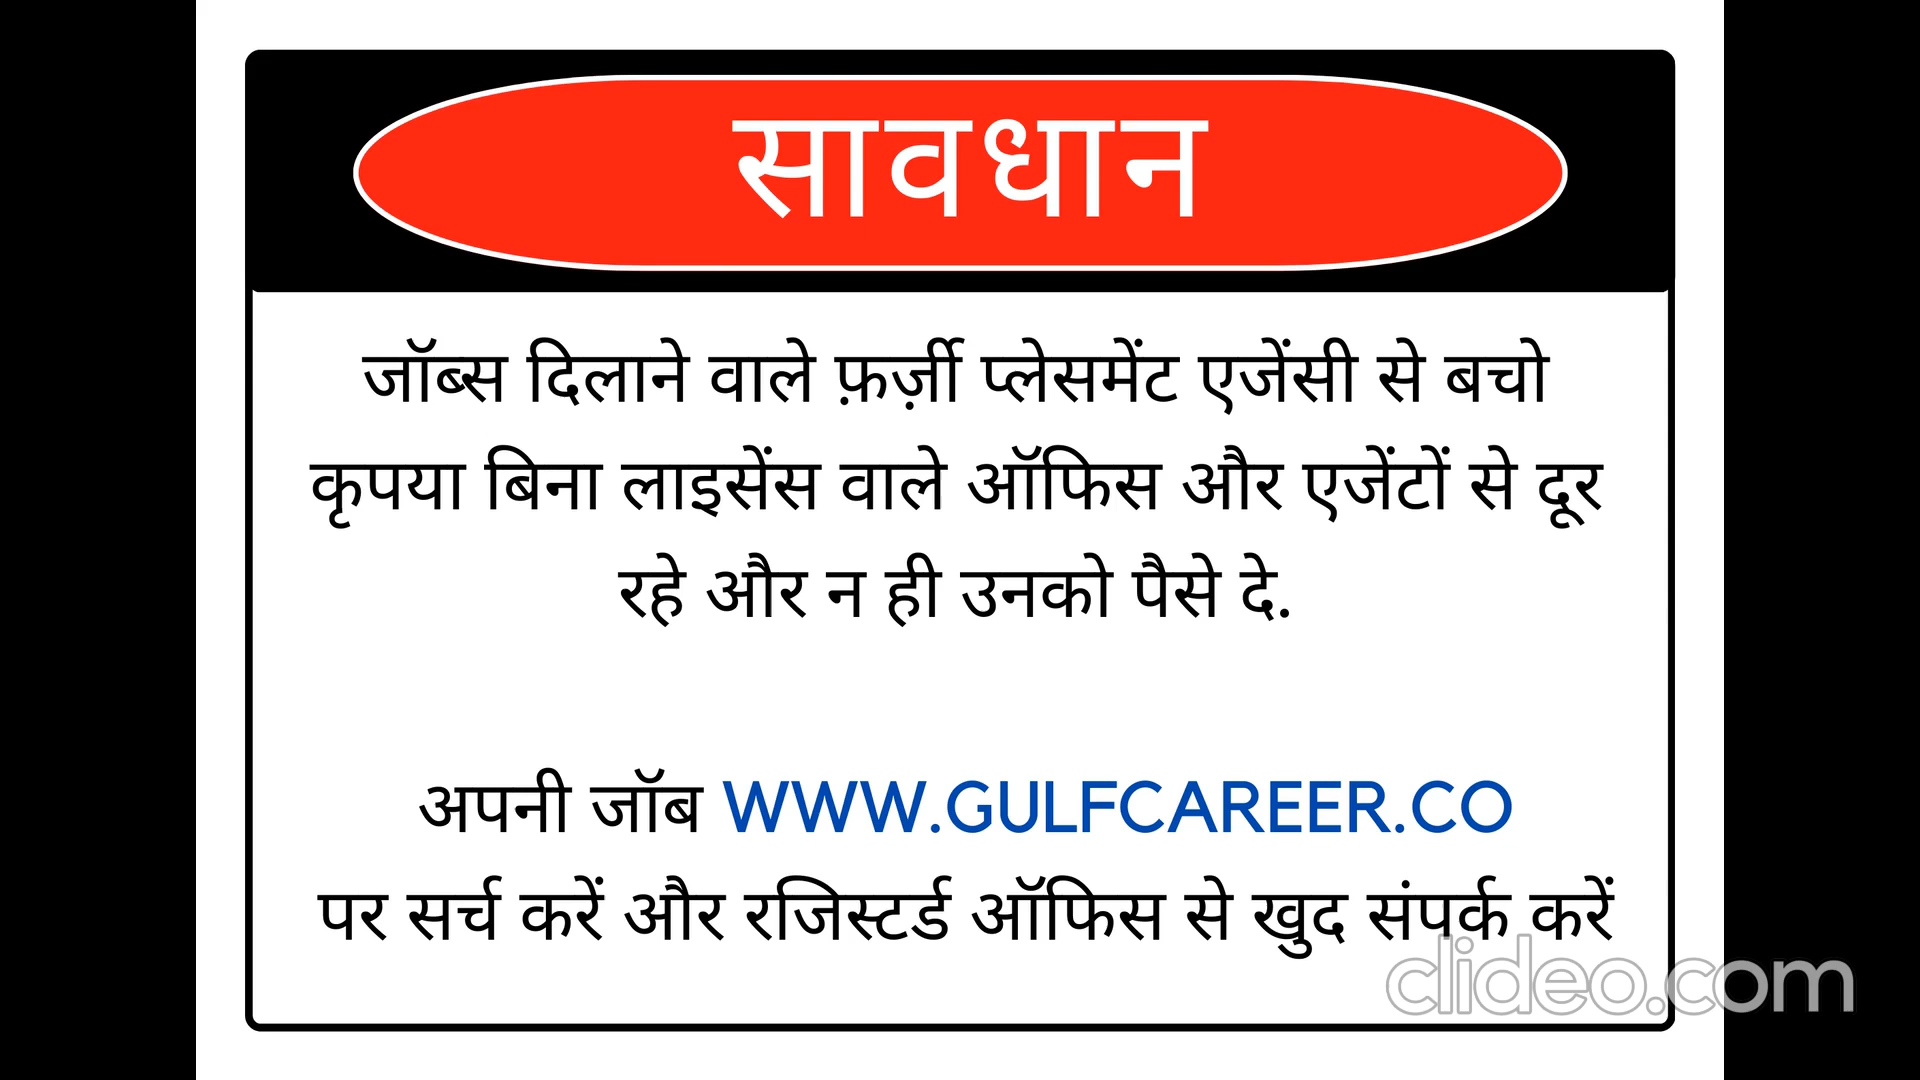 सावधान
जॉब्स दिलाने वाले फ़र्ज़ी प्लेसमेंट एजेंसी से बचो
कृपया बिना लाइसेंस वाले ऑफिस और एजेंटों से दूर
रहे और न ही उनको पैसे दे.
अपनी जॉब WWW.GULFCAREER.CO
पर सर्च करें और रजिस्टर्ड ऑफिस से खुद संपर्क करें
clideo.com